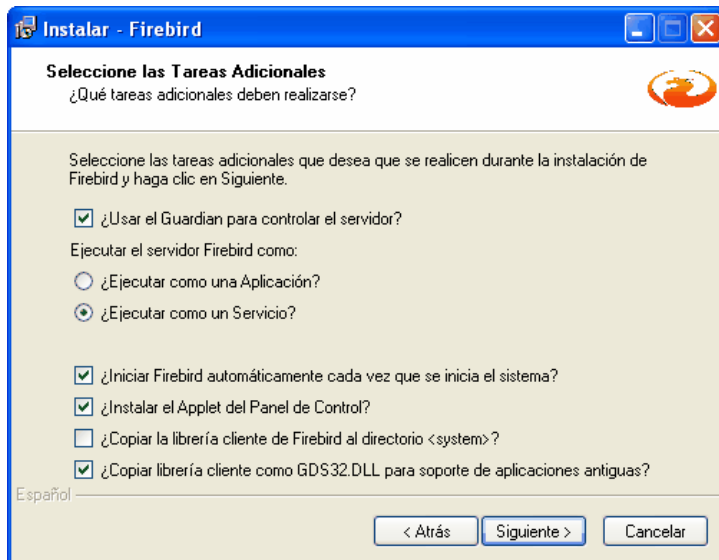 Instalar - Firebird
Seleccione las Tareas Adicionales
¿Qué tareas adicionales deben realizarse?
Seleccione las tareas adicionales que desea que se realicen durante la instalación de
Firebird y haga clic en Siguiente.
¿Usar el Guardian para controlar el servidor?
Ejecutar el servidor Firebird como:
¿Ejecutar como una Aplicación?
¿Ejecutar como un Servicio?
¿Iniciar Firebird automáticamente cada vez que se inicia el sistema?
¿Instalar el Applet del Panel de Control?
¿Copiar la librería cliente de Firebird al directorio <system>?
¿Copiar librería cliente como GDS32.DLL para soporte de aplicaciones antiguas?
Español
< Atrás Siguiente > Cancelar